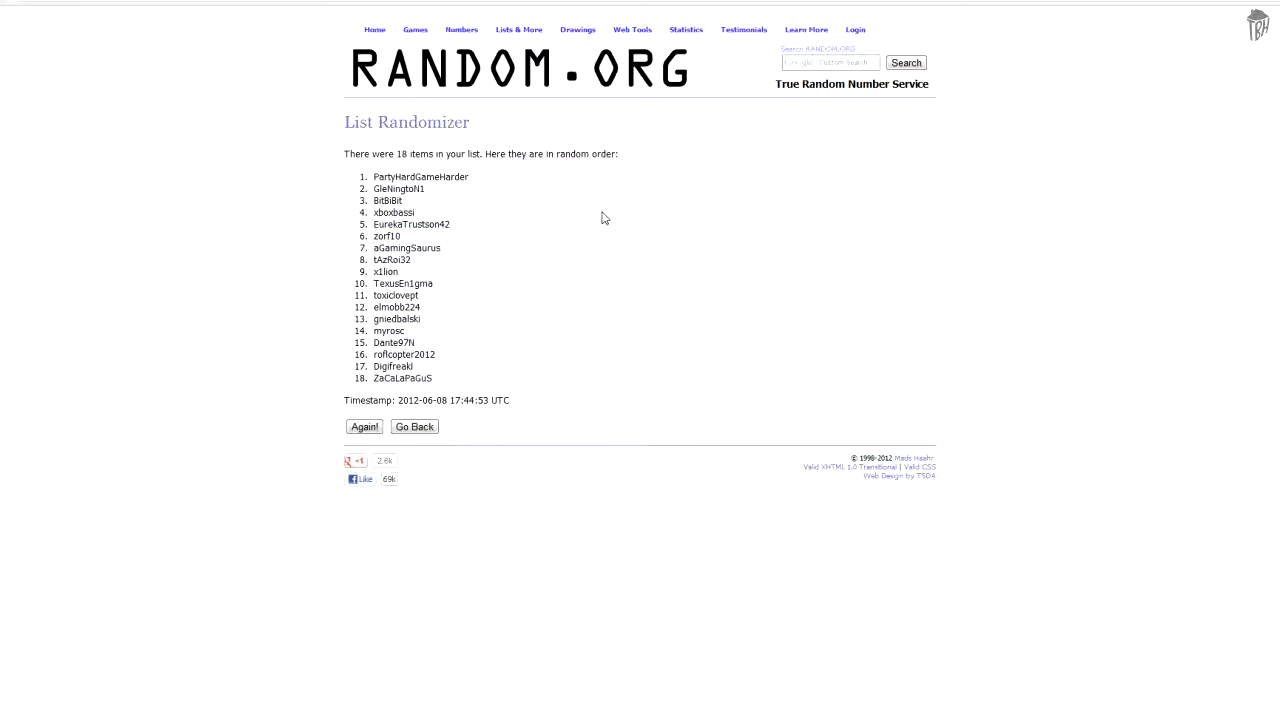 Home Games Numbers Lists & More Drawings Web Tools Statistics Testimonials Learn More Login
RANDOM.ORG
Search RANDOM.ORG
Custom Search Search
True Random Number Service
List Randomizer
There were 18 items in your list. Here they are in random order:
1. PartyHardGameHarder
2. GleNingtoN1
3. BitBiBit
4. xboxbassi
5. EurekaTrustson42
6. zorf10
7. aGamingSaurus
8. tAzRoi32
9. x1lion
10. TexusEn1gma
11. toxiclovept
12. elmobb224
13. gniedbalski
14. myrosc
15. Dante97N
16. roflcopter2012
17. Digifreakl
18. ZaCaLaPaGuS
Timestamp: 2012-06-08 17:44:53 UTC
Again! Go Back
+1 2.6k
Like 69k
© 1998-2012 Mads Haahr
Valid XHTML 1.0 Transitional | Valid CSS
Web Design by TSDA